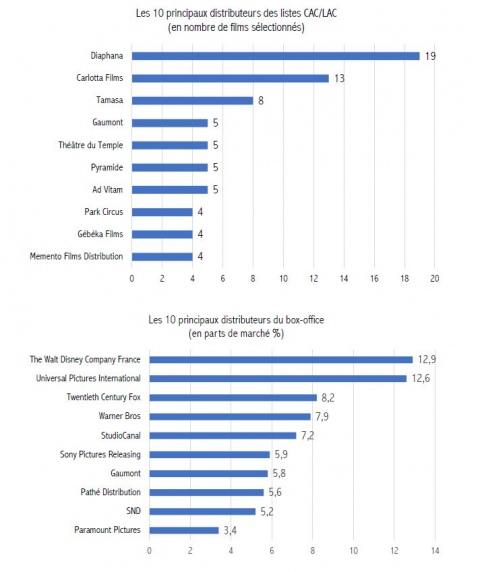 Les 10 principaux distributeurs des listes CAC/LAC
(en nombre de films sélectionnés)
Diaphana 19
Carlotta Films 13
Tamasa 8
Gaumont 5
Théâtre du Temple 5
Pyramide 5
Ad Vitam 5
Park Circus 4
Gébéka Films 4
Memento Films Distribution 4
0 2 4 6 8 10 12 14 16 18 20
Les 10 principaux distributeurs du box-office
(en parts de marché %)
The Walt Disney Company France 12,9
Universal Pictures International 12,6
Twentieth Century Fox 8,2
Warner Bros 7,9
StudioCanal 7,2
Sony Pictures Releasing 5,9
Gaumont 5,8
Pathé Distribution 5,6
SND 5,2
Paramount Pictures 3,4
0 2 4 6 8 10 12 14